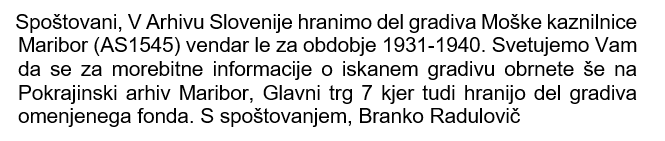 Spoštovani, V Arhivu Slovenije hranimo del gradiva Moške kaznilnice
Maribor (AS1545) vendar le za obdobje 1931-1940. Svetujemo Vam
da se za morebitne informacije o iskanem gradivu obrnete še na
Pokrajinski arhiv Maribor, Glavni trg 7 kjer tudi hranijo del gradiva
omenjenega fonda. S spoštovanjem, Branko Radulovič